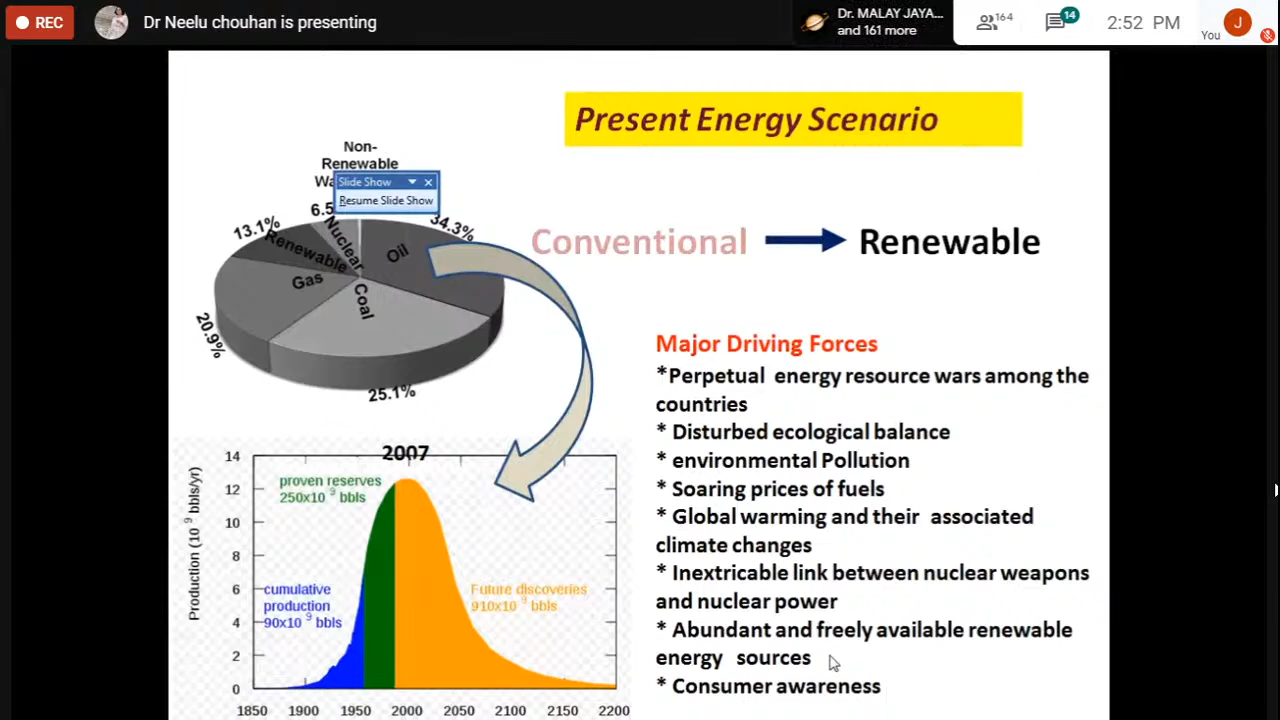 REC
Dr Neelu chouhan is presenting
Dr. MALAY JAYA...
and 161 more
164
14
2:52 PM
You
J
Present Energy Scenario
Non-
Renewable
Wa
Slide Show
Resume Slide Show
6.5
13.1%
34.3%
Renewable
Nuclear
Oil
Gas
Coal
20.9%
25.1%
Conventional
Renewable
Major Driving Forces
*Perpetual energy resource wars among the
countries
* Disturbed ecological balance
* environmental Pollution
* Soaring prices of fuels
* Global warming and their associated
climate changes
* Inextricable link between nuclear weapons
and nuclear power
* Abundant and freely available renewable
energy sources
* Consumer awareness
2007
Production (10 9 bbls/yr)
14
12
10
8
6
4
2
0
proven reserves
250x10 9 bbls
cumulative
production
90x10 9 bbls
Future discoveries
910x10 9 bbls
1850 1900 1950 2000 2050 2100 2150 2200